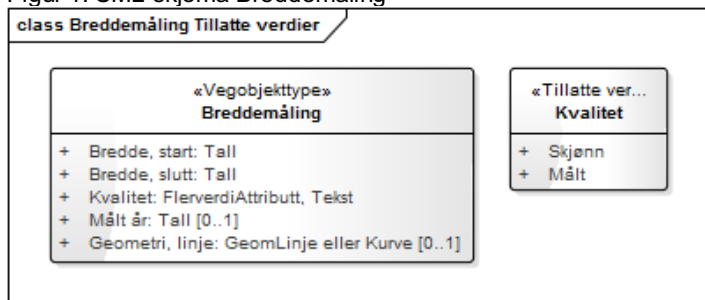 class Breddemåling Tillatte verdier
«Vegobjekttype»
Breddemåling
+ Bredde, start: Tall
+ Bredde, slutt: Tall
+ Kvalitet: FlerverdiAttributt, Tekst
+ Målt år: Tall [0..1]
+ Geometri, linje: GeomLinje eller Kurve [0..1]
«Tillatte ver...
Kvalitet
+ Skjønn
+ Målt